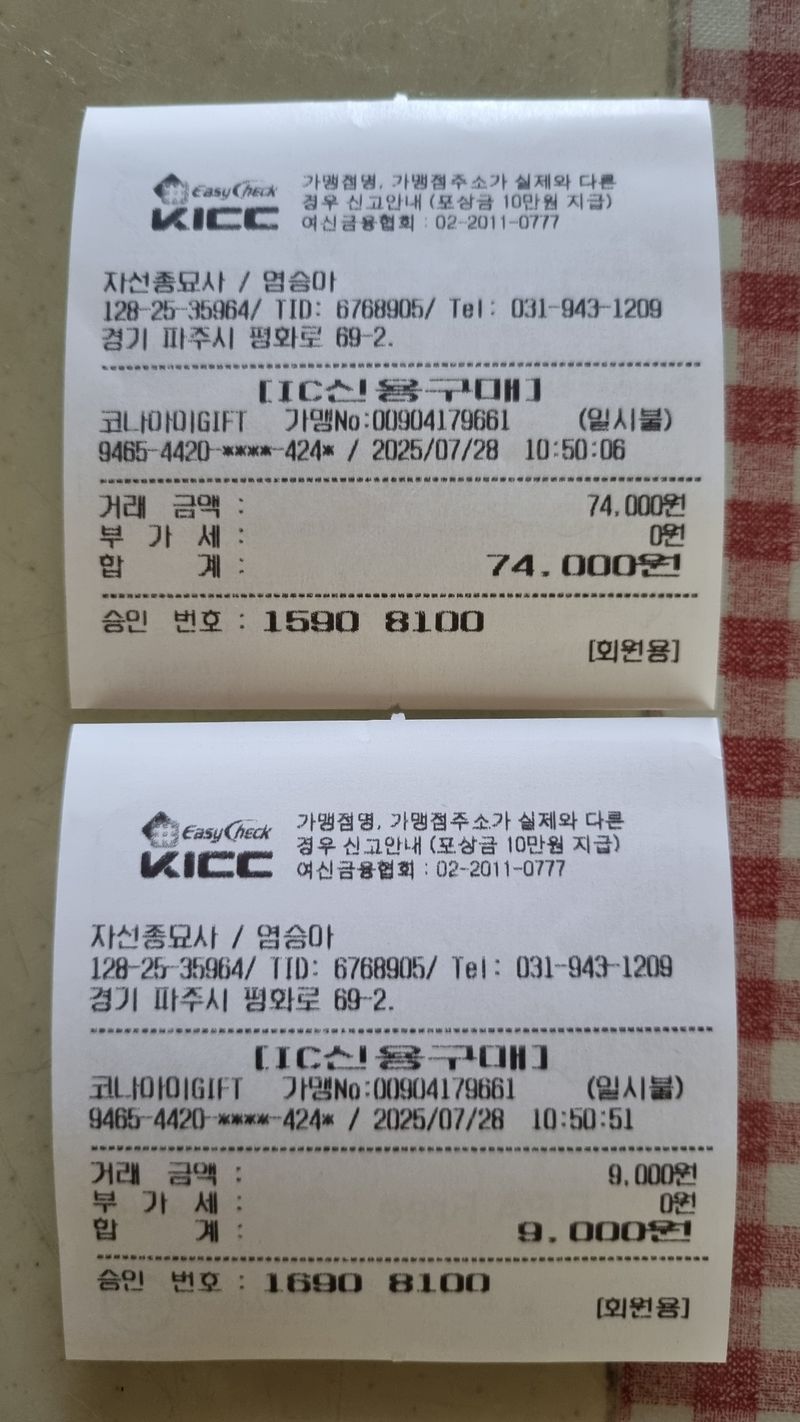 EasyCheck
KICC
가맹점명, 가맹점주소가 실제와 다른
경우 신고안내 (포상금 10만원 지급)
여신금융협회 : 02-2011-0777
자선종묘사 / 염승아
128-25-35964/ TID: 6768905/ Tel: 031-943-1209
경기 파주시 평화로 69-2.
[IC신용구매]
코나아이GIFT 가맹No:00904179661 (일시불)
9465-4420-****-424* / 2025/07/28 10:50:06
거래 금액 : 74,000원
부 가 세 : 0원
합 계 : 74,000원
승인 번호 : 1590 8100
[회원용]
EasyCheck
KICC
가맹점명, 가맹점주소가 실제와 다른
경우 신고안내 (포상금 10만원 지급)
여신금융협회 : 02-2011-0777
자선종묘사 / 염승아
128-25-35964/ TID: 6768905/ Tel: 031-943-1209
경기 파주시 평화로 69-2.
[IC신용구매]
코나아이GIFT 가맹No:00904179661 (일시불)
9465-4420-****-424* / 2025/07/28 10:50:51
거래 금액 : 9,000원
부 가 세 : 0원
합 계 : 9,000원
승인 번호 : 1690 8100
[회원용]